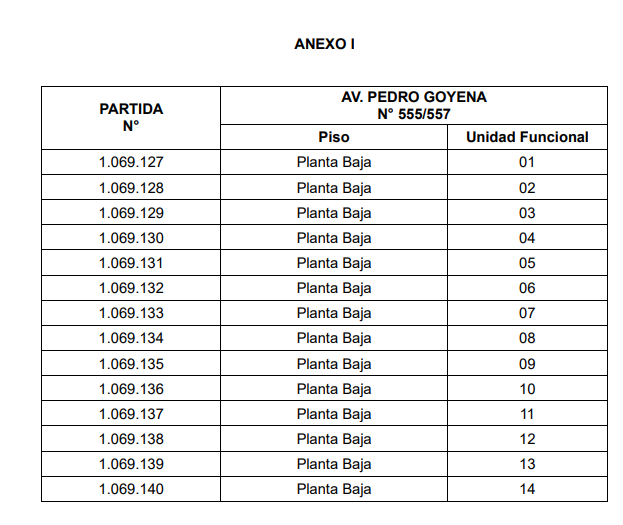 ANEXO I
PARTIDA
N°
AV. PEDRO GOYENA
N° 555/557
Piso Unidad Funcional
1.069.127 Planta Baja 01
1.069.128 Planta Baja 02
1.069.129 Planta Baja 03
1.069.130 Planta Baja 04
1.069.131 Planta Baja 05
1.069.132 Planta Baja 06
1.069.133 Planta Baja 07
1.069.134 Planta Baja 08
1.069.135 Planta Baja 09
1.069.136 Planta Baja 10
1.069.137 Planta Baja 11
1.069.138 Planta Baja 12
1.069.139 Planta Baja 13
1.069.140 Planta Baja 14